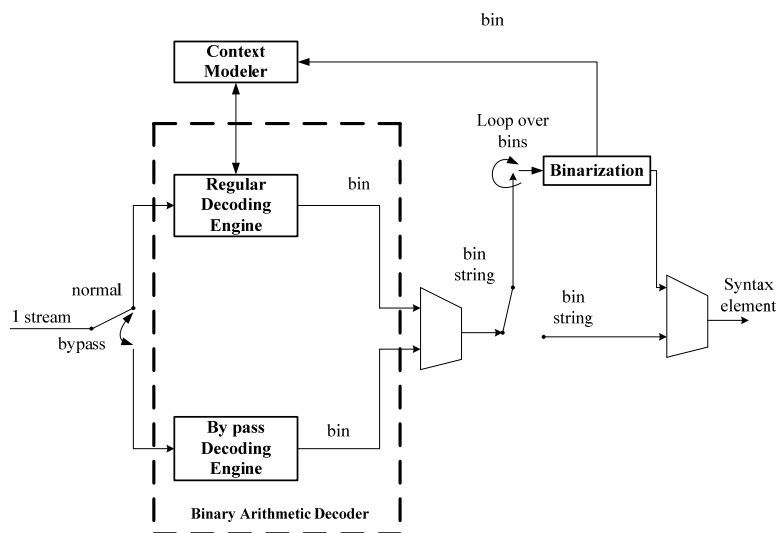 bin
Context
Modeler
Loop over
bins
Binarization
Regular
Decoding
Engine
bin
normal
1 stream
bypass
bin
string
bin
string
Syntax
element
By pass
Decoding
Engine
bin
Binary Arithmetic Decoder